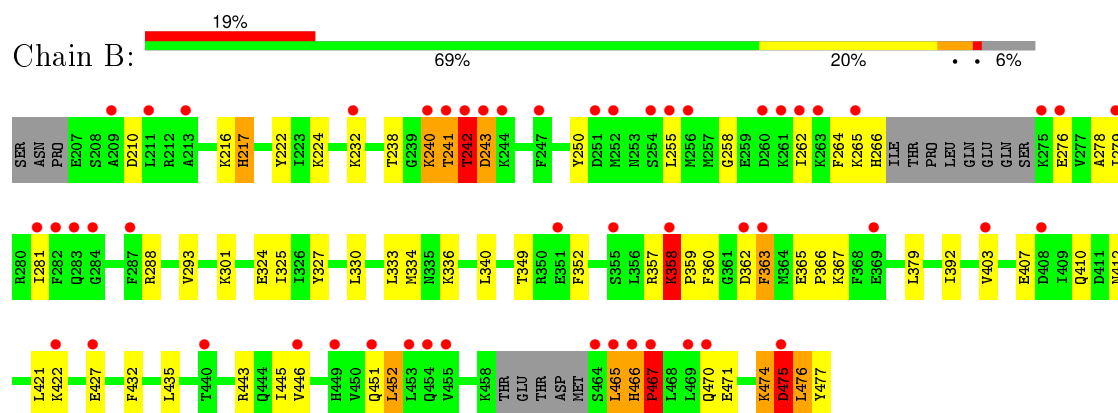 19%
Chain B:
69% 20% • • 6%
SER ASN PRO E207 S208 A209 D210 L211 R212 A213 K216 H217 Y222 I223 K224 K232 T238 G239 K240 T241 T242 D243 K244 F247 Y250 D251 M252 N253 S254 L255 M256 M257 G258 E259 D260 K261 T262 K263 F264 K265 H266 ILE THR PRO LEU GLN GLU GLN SER K275 E276 V277 A278 I279
R280 I281 F282 Q283 G284 F287 R288 V293 K301 E324 I325 I326 Y327 L330 L333 M334 N335 K336 L340 T349 R350 E351 F352 S355 L356 R357 K358 P359 F360 G361 D362 F363 M364 E365 P366 K367 F368 E369 L379 I392 V403 E407 D408 I409 Q410 D411 N412
L421 K422 E427 F432 L435 T440 R443 Q444 I445 V446 H449 V450 Q451 L452 L453 Q454 V455 K458 THR GLU THR ASP MET S464 L465 H466 P467 L468 L469 Q470 E471 K474 D475 L476 Y477